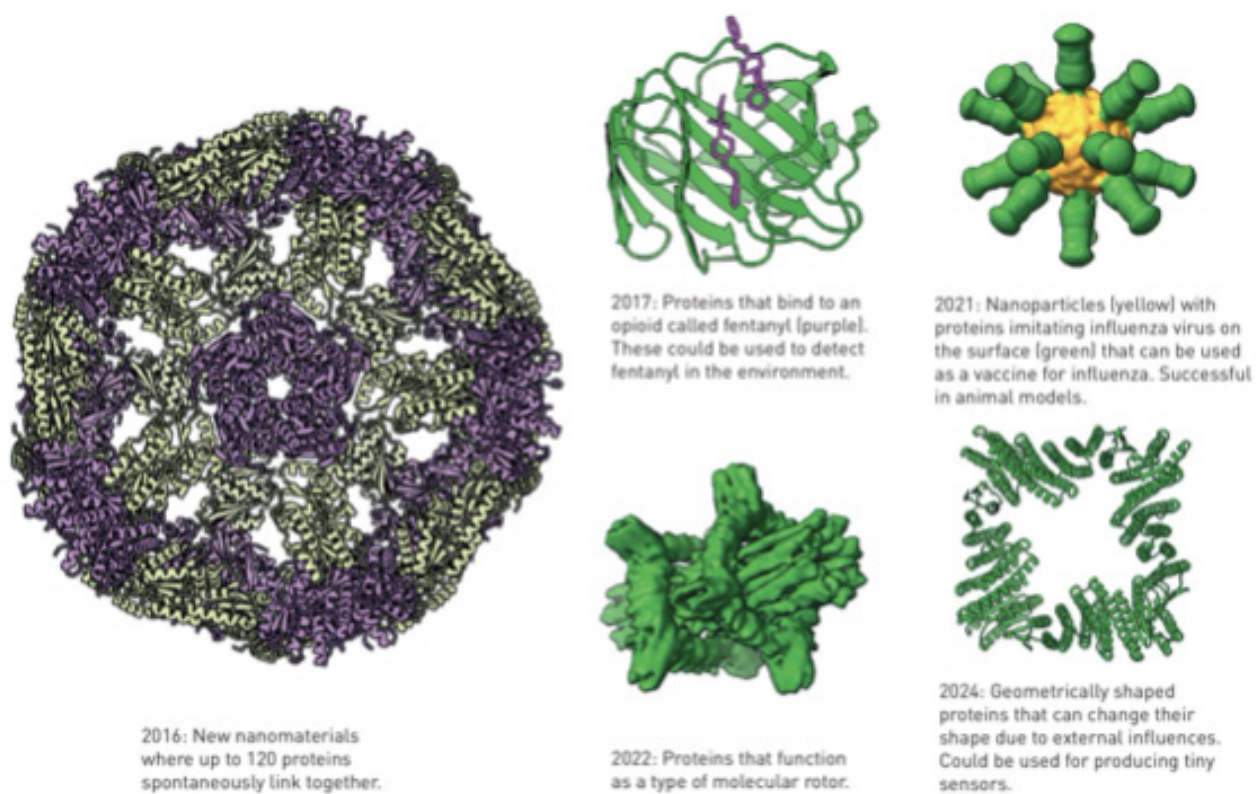 2017: Proteins that bind to an
opioid called fentanyl (purple).
These could be used to detect
fentanyl in the environment.
2021: Nanoparticles (yellow) with
proteins imitating influenza virus on
the surface (green) that can be used
as a vaccine for influenza. Successful
in animal models.
2016: New nanomaterials
where up to 120 proteins
spontaneously link together.
2022: Proteins that function
as a type of molecular rotor.
2024: Geometrically shaped
proteins that can change their
shape due to external influences.
Could be used for producing tiny
sensors.